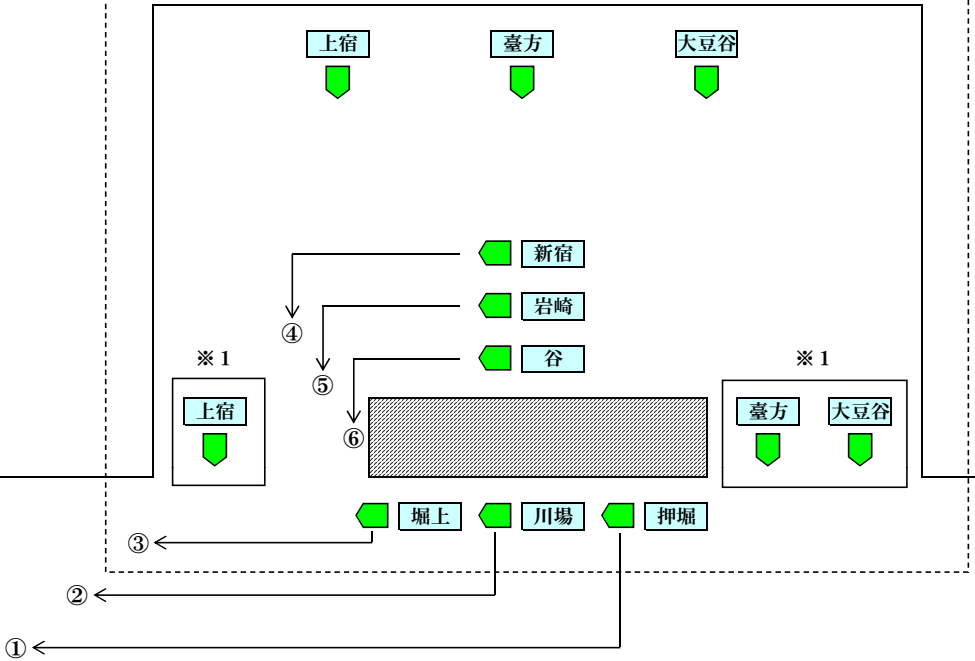 上宿
臺方
大豆谷
新宿
④
岩崎
⑤
谷
⑥
※1
上宿
※1
臺方
大豆谷
堀上
川場
押堀
③
②
①